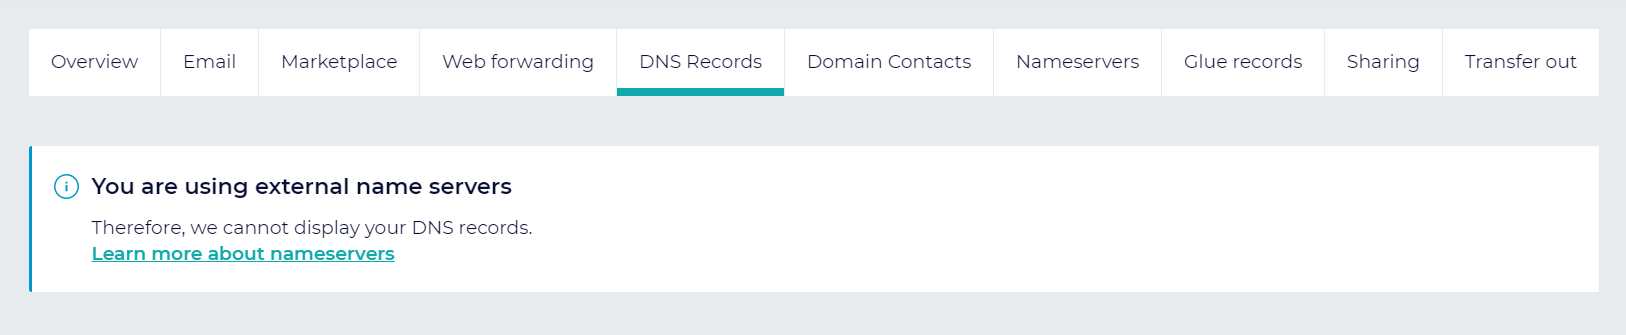 Overview Email Marketplace Web forwarding DNS Records Domain Contacts Nameservers Glue records Sharing Transfer out
You are using external name servers
Therefore, we cannot display your DNS records.
Learn more about nameservers